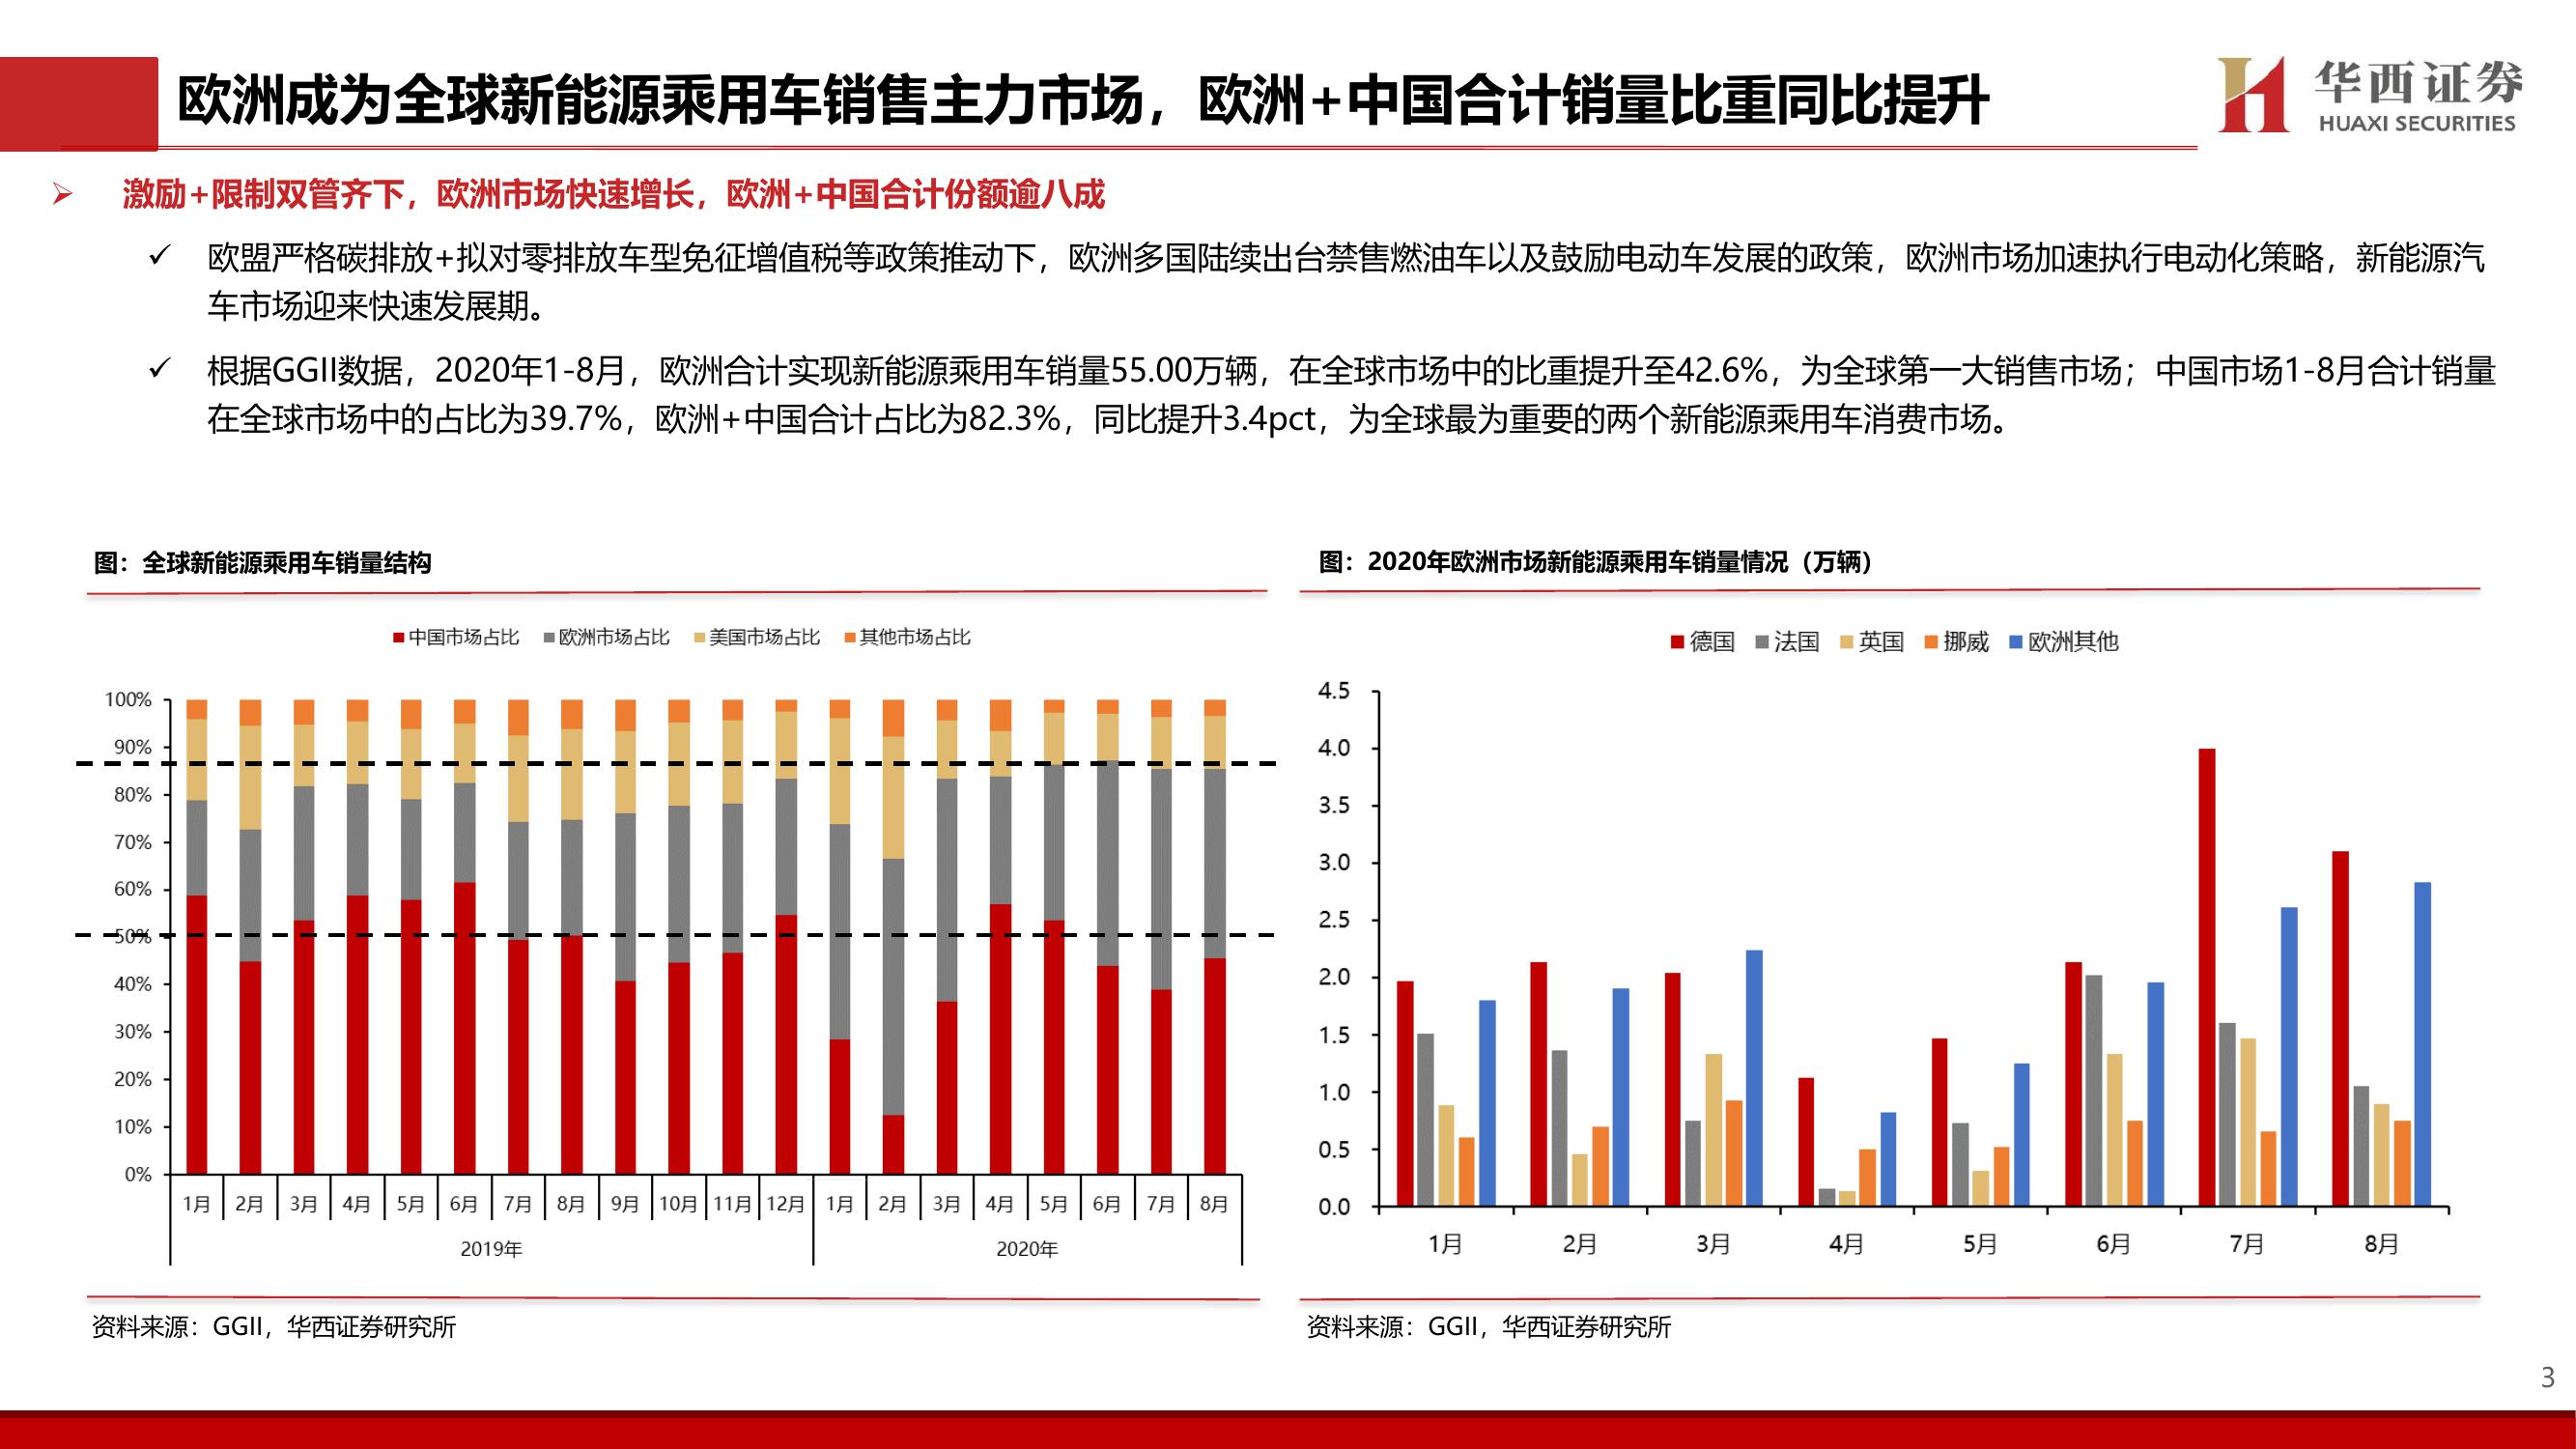 欧洲成为全球新能源乘用车销售主力市场，欧洲+中国合计销量比重同比提升
华西证券
HUAXI SECURITIES
激励+限制双管齐下，欧洲市场快速增长，欧洲+中国合计份额逾八成
欧盟严格碳排放+拟对零排放车型免征增值税等政策推动下，欧洲多国陆续出台禁售燃油车以及鼓励电动车发展的政策，欧洲市场加速执行电动化策略，新能源汽
车市场迎来快速发展期。
根据GGII数据，2020年1-8月，欧洲合计实现新能源乘用车销量55.00万辆，在全球市场中的比重提升至42.6%，为全球第一大销售市场；中国市场1-8月合计销量
在全球市场中的占比为39.7%，欧洲+中国合计占比为82.3%，同比提升3.4pct，为全球最为重要的两个新能源乘用车消费市场。
图：全球新能源乘用车销量结构
中国市场占比 欧洲市场占比 美国市场占比 其他市场占比
100%
90%
80%
70%
60%
50%
40%
30%
20%
10%
0%
1月 2月 3月 4月 5月 6月 7月 8月 9月 10月 11月 12月 1月 2月 3月 4月 5月 6月 7月 8月
2019年 2020年
资料来源：GGII，华西证券研究所
图：2020年欧洲市场新能源乘用车销量情况（万辆）
德国 法国 英国 挪威 欧洲其他
4.5
4.0
3.5
3.0
2.5
2.0
1.5
1.0
0.5
0.0
1月 2月 3月 4月 5月 6月 7月 8月
资料来源：GGII，华西证券研究所
3